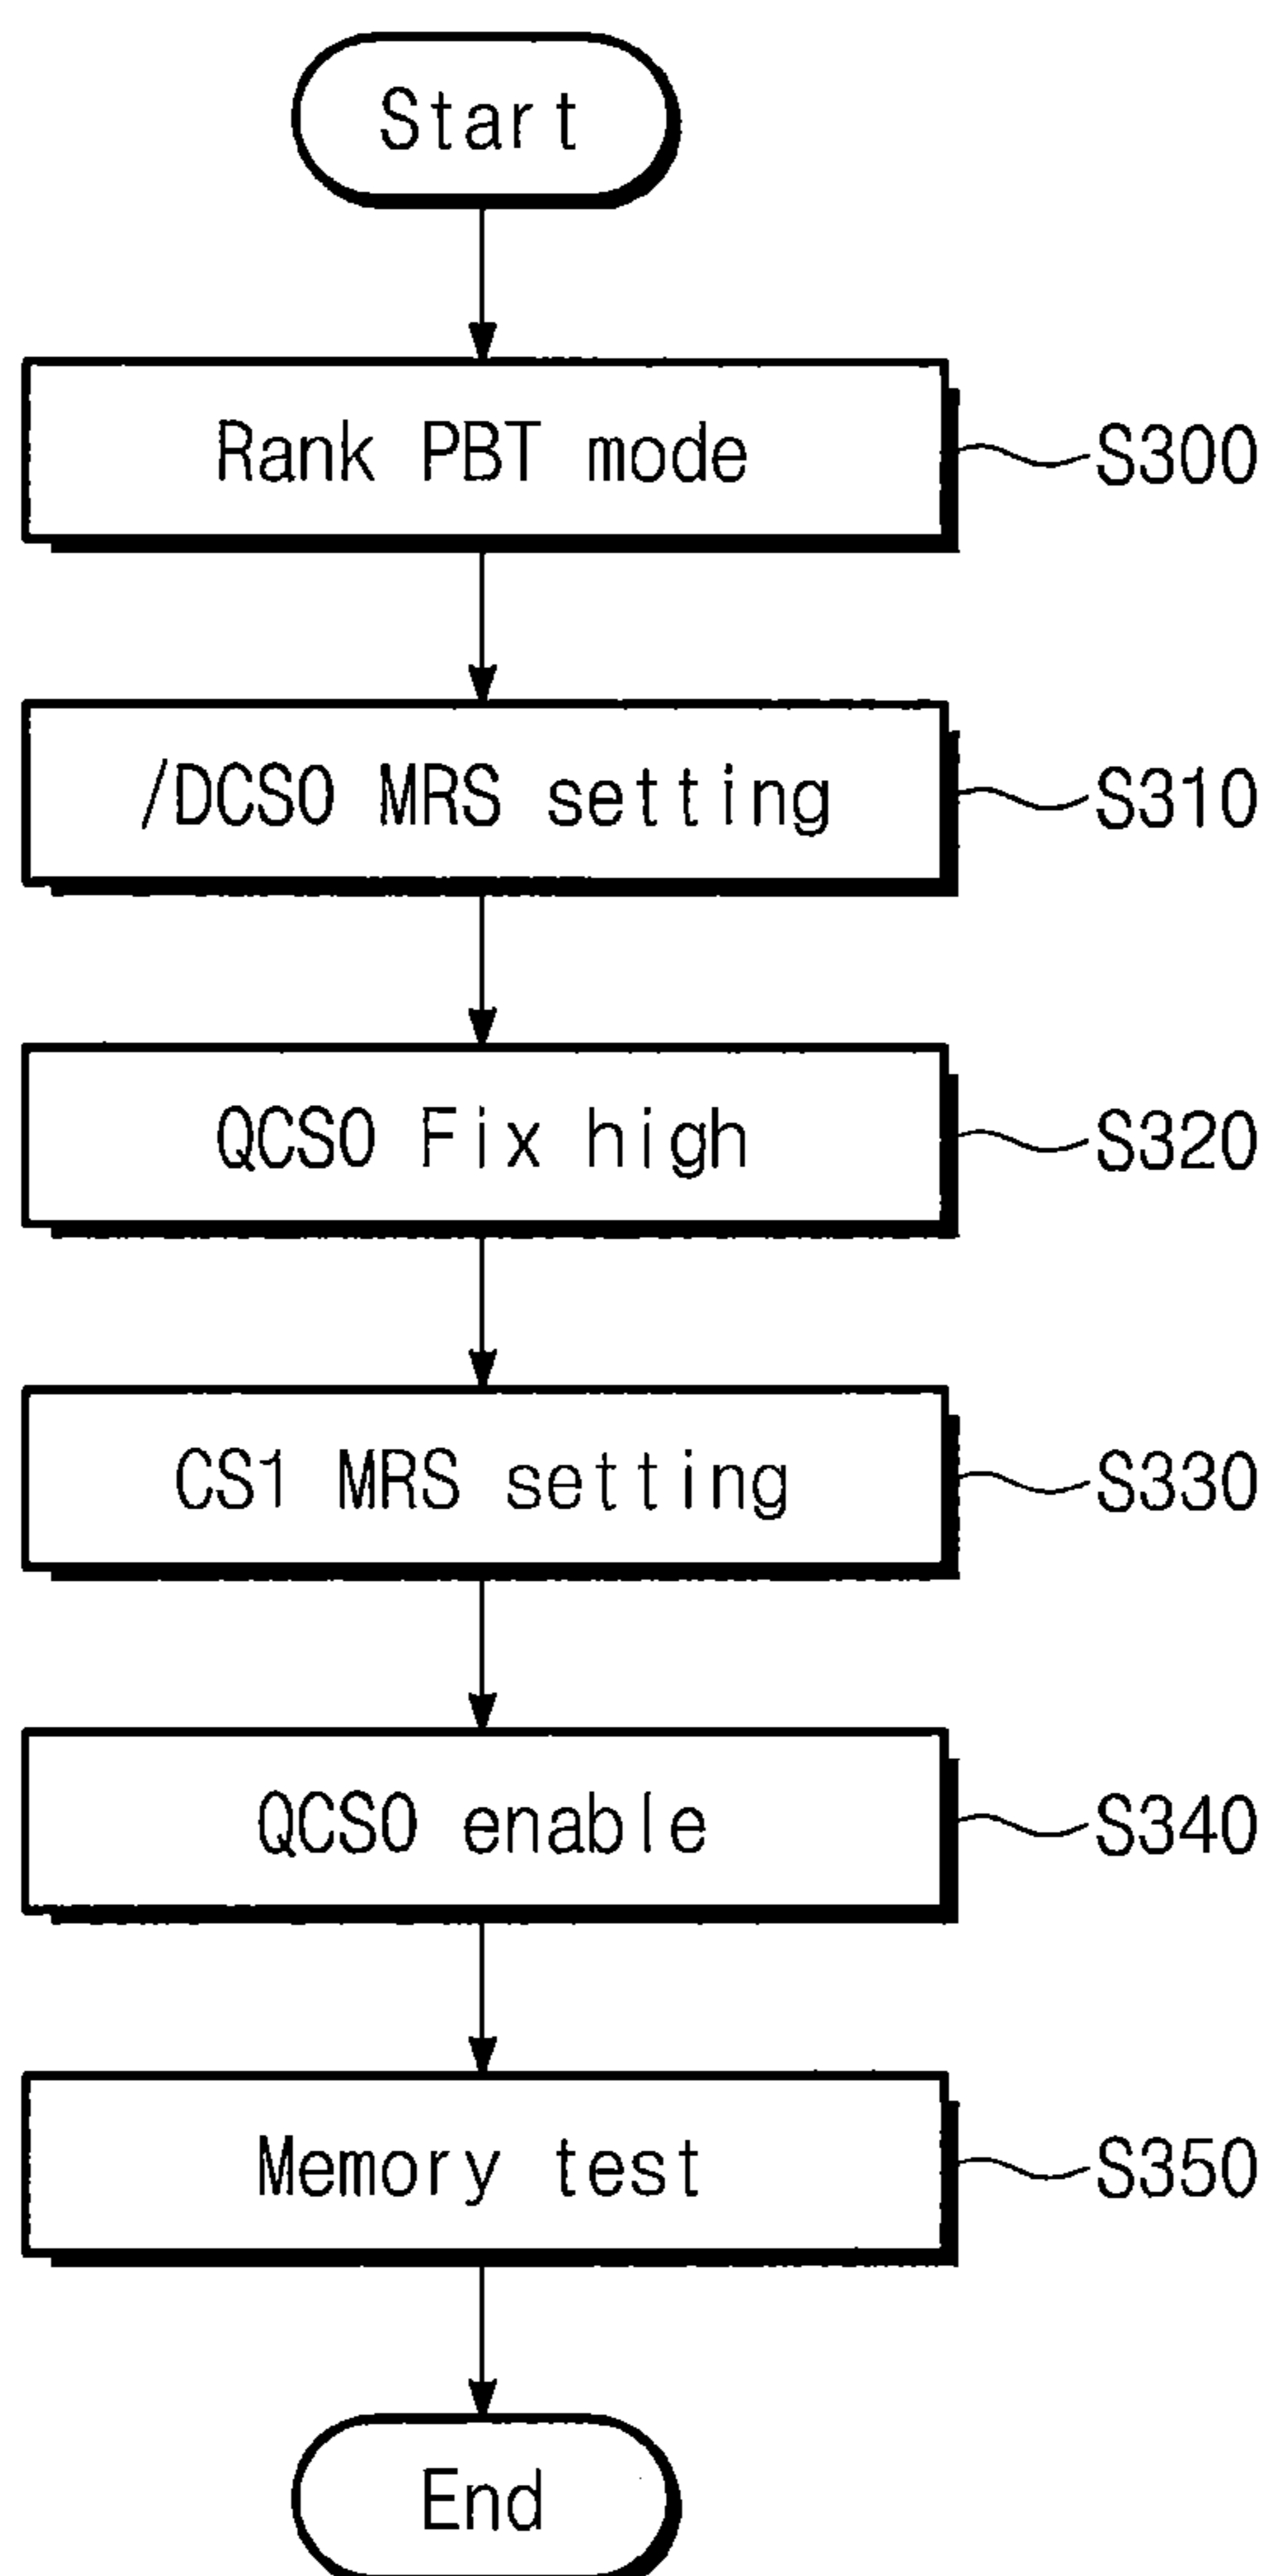 Start
Rank PBT mode
S300
/DCS0 MRS setting
S310
QCS0 Fix high
S320
CS1 MRS setting
S330
QCS0 enable
S340
Memory test
S350
End